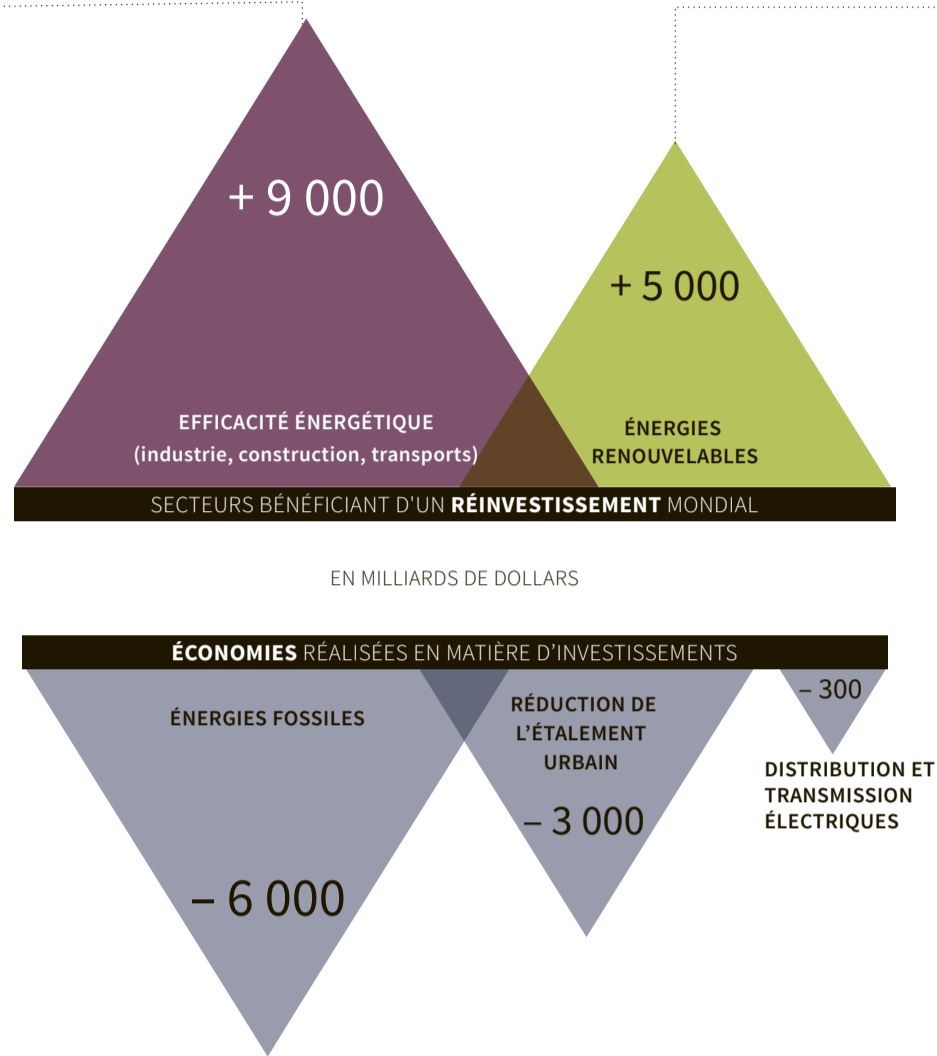 + 9 000
+ 5 000
EFFICACITÉ ÉNERGÉTIQUE
(industrie, construction, transports)
ÉNERGIES
RENOUVELABLES
SECTEURS BÉNÉFICIANT D'UN RÉINVESTISSEMENT MONDIAL
EN MILLIARDS DE DOLLARS
ÉCONOMIES RÉALISÉES EN MATIÈRE D’INVESTISSEMENTS
ÉNERGIES FOSSILES
– 6 000
RÉDUCTION DE
L’ÉTALEMENT
URBAIN
– 3 000
– 300
DISTRIBUTION ET
TRANSMISSION
ÉLECTRIQUES